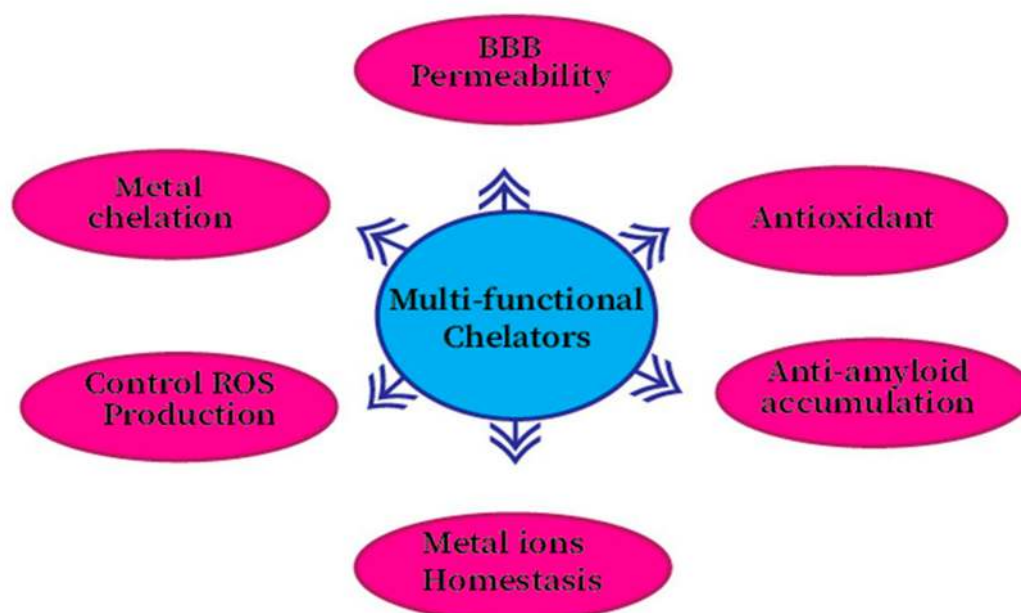 BBB
Permeability
Metal
chelation
Antioxidant
Multi-functional
Chelators
Control ROS
Production
Anti-amyloid
accumulation
Metal ions
Homestasis